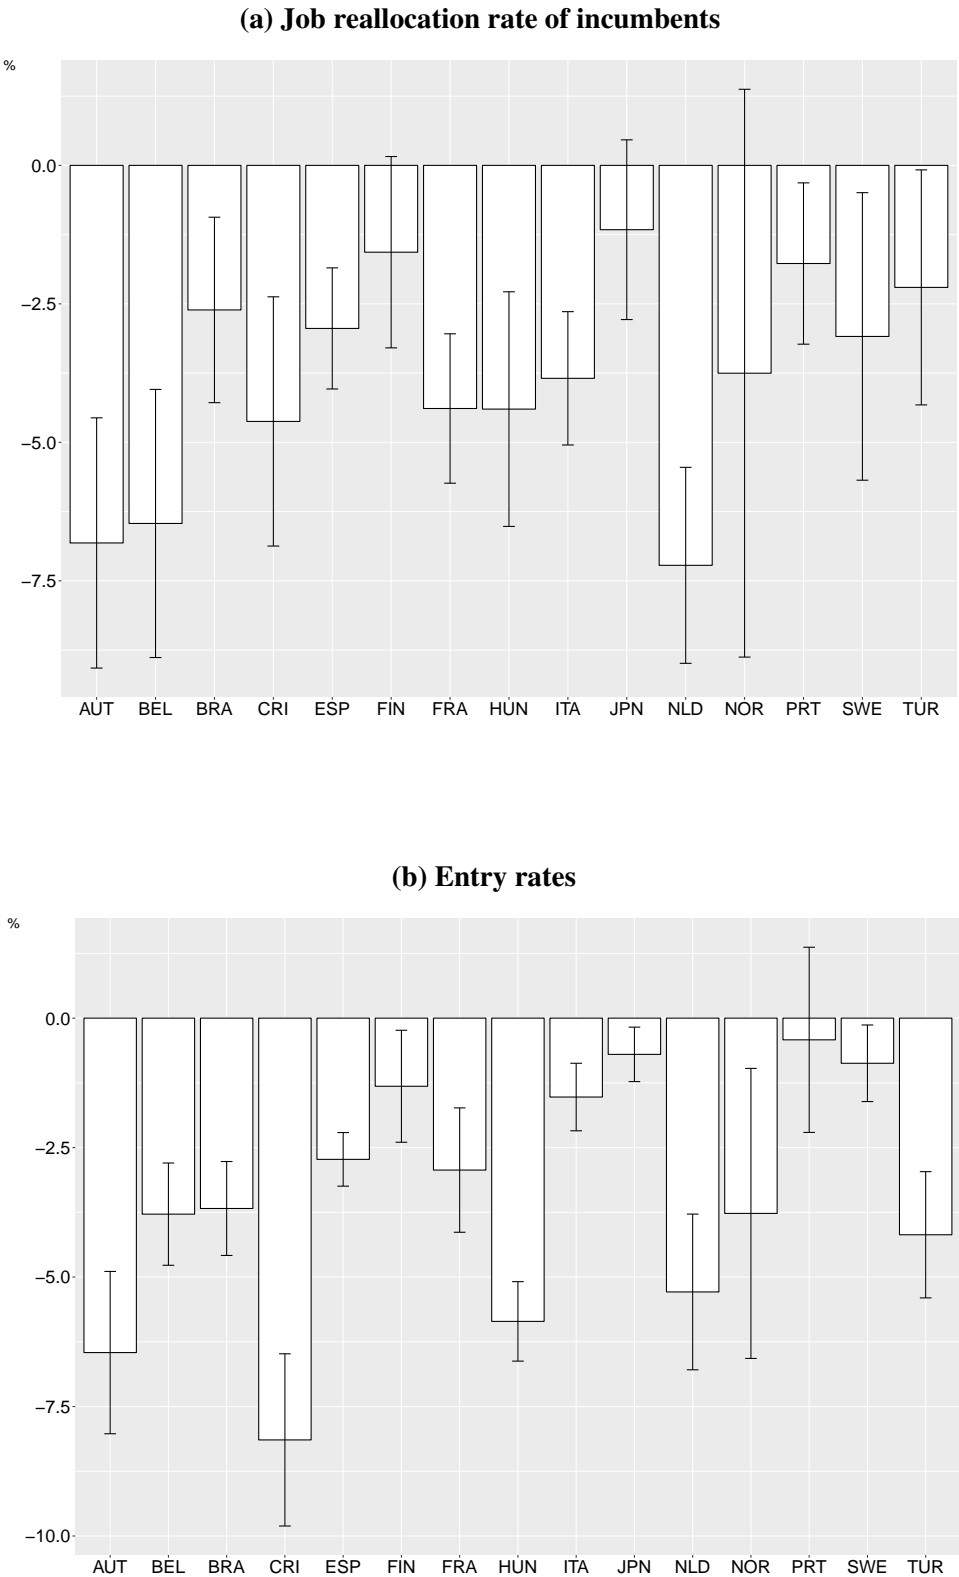 (a) Job reallocation rate of incumbents
%
0.0
−2.5
−5.0
−7.5
AUT BEL BRA CRI ESP FIN FRA HUN ITA JPN NLD NOR PRT SWE TUR
(b) Entry rates
%
0.0
−2.5
−5.0
−7.5
−10.0
AUT BEL BRA CRI ESP FIN FRA HUN ITA JPN NLD NOR PRT SWE TUR